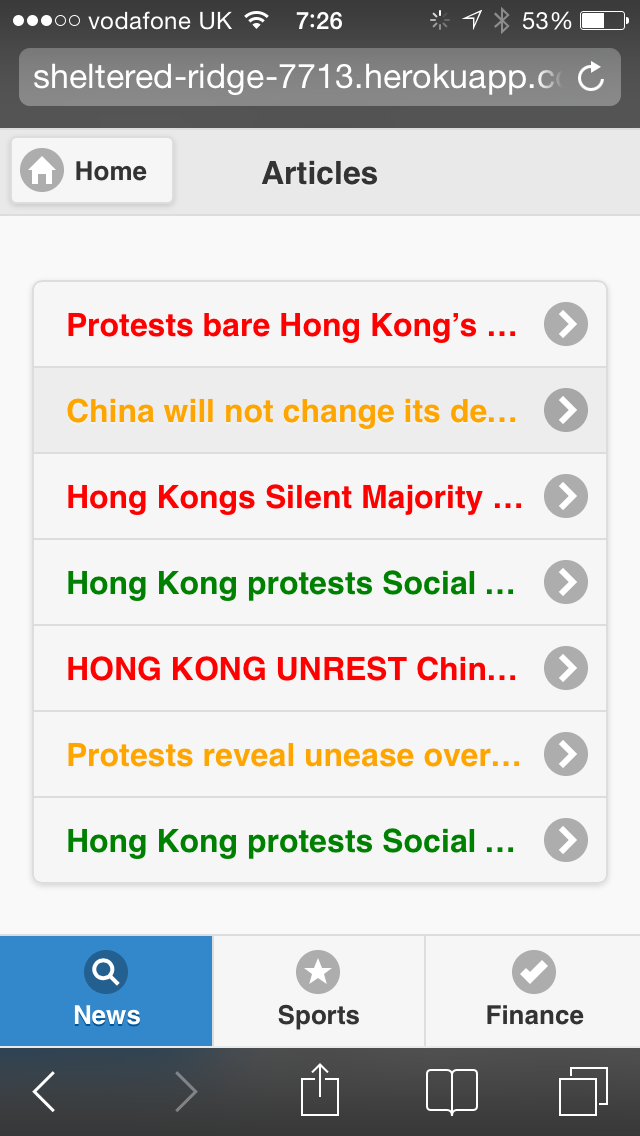 vodafone UK 7:26 53%
sheltered-ridge-7713.herokuapp.c
Home Articles
Protests bare Hong Kong’s ...
China will not change its de...
Hong Kongs Silent Majority ...
Hong Kong protests Social ...
HONG KONG UNREST Chin...
Protests reveal unease over...
Hong Kong protests Social ...
News Sports Finance